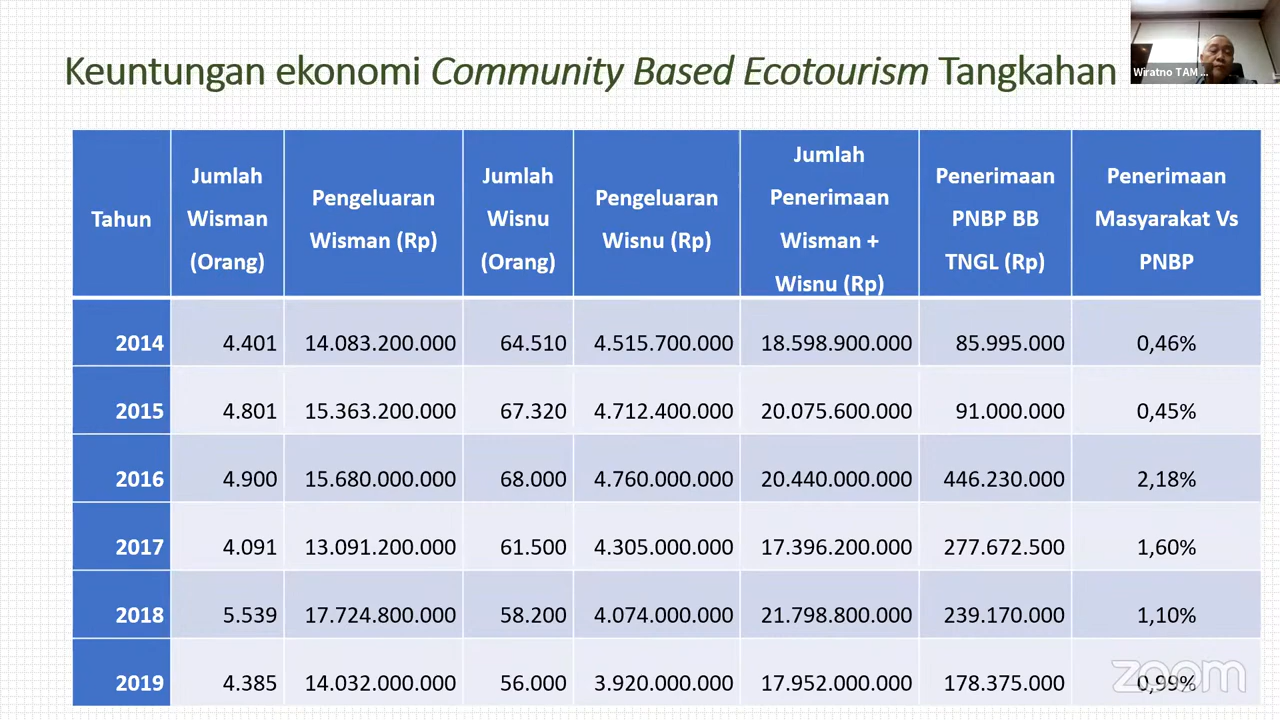 Keuntungan ekonomi Community Based Ecotourism Tangkahan
Wiratno TAM ...
Tahun
Jumlah
Wisman
(Orang)
Pengeluaran
Wisman (Rp)
Jumlah
Wisnu
(Orang)
Pengeluaran
Wisnu (Rp)
Jumlah
Penerimaan
Wisman +
Wisnu (Rp)
Penerimaan
PNBP BB
TNGL (Rp)
Penerimaan
Masyarakat Vs
PNBP
2014 4.401 14.083.200.000 64.510 4.515.700.000 18.598.900.000 85.995.000 0,46%
2015 4.801 15.363.200.000 67.320 4.712.400.000 20.075.600.000 91.000.000 0,45%
2016 4.900 15.680.000.000 68.000 4.760.000.000 20.440.000.000 446.230.000 2,18%
2017 4.091 13.091.200.000 61.500 4.305.000.000 17.396.200.000 277.672.500 1,60%
2018 5.539 17.724.800.000 58.200 4.074.000.000 21.798.800.000 239.170.000 1,10%
2019 4.385 14.032.000.000 56.000 3.920.000.000 17.952.000.000 178.375.000 0,99%
zoom